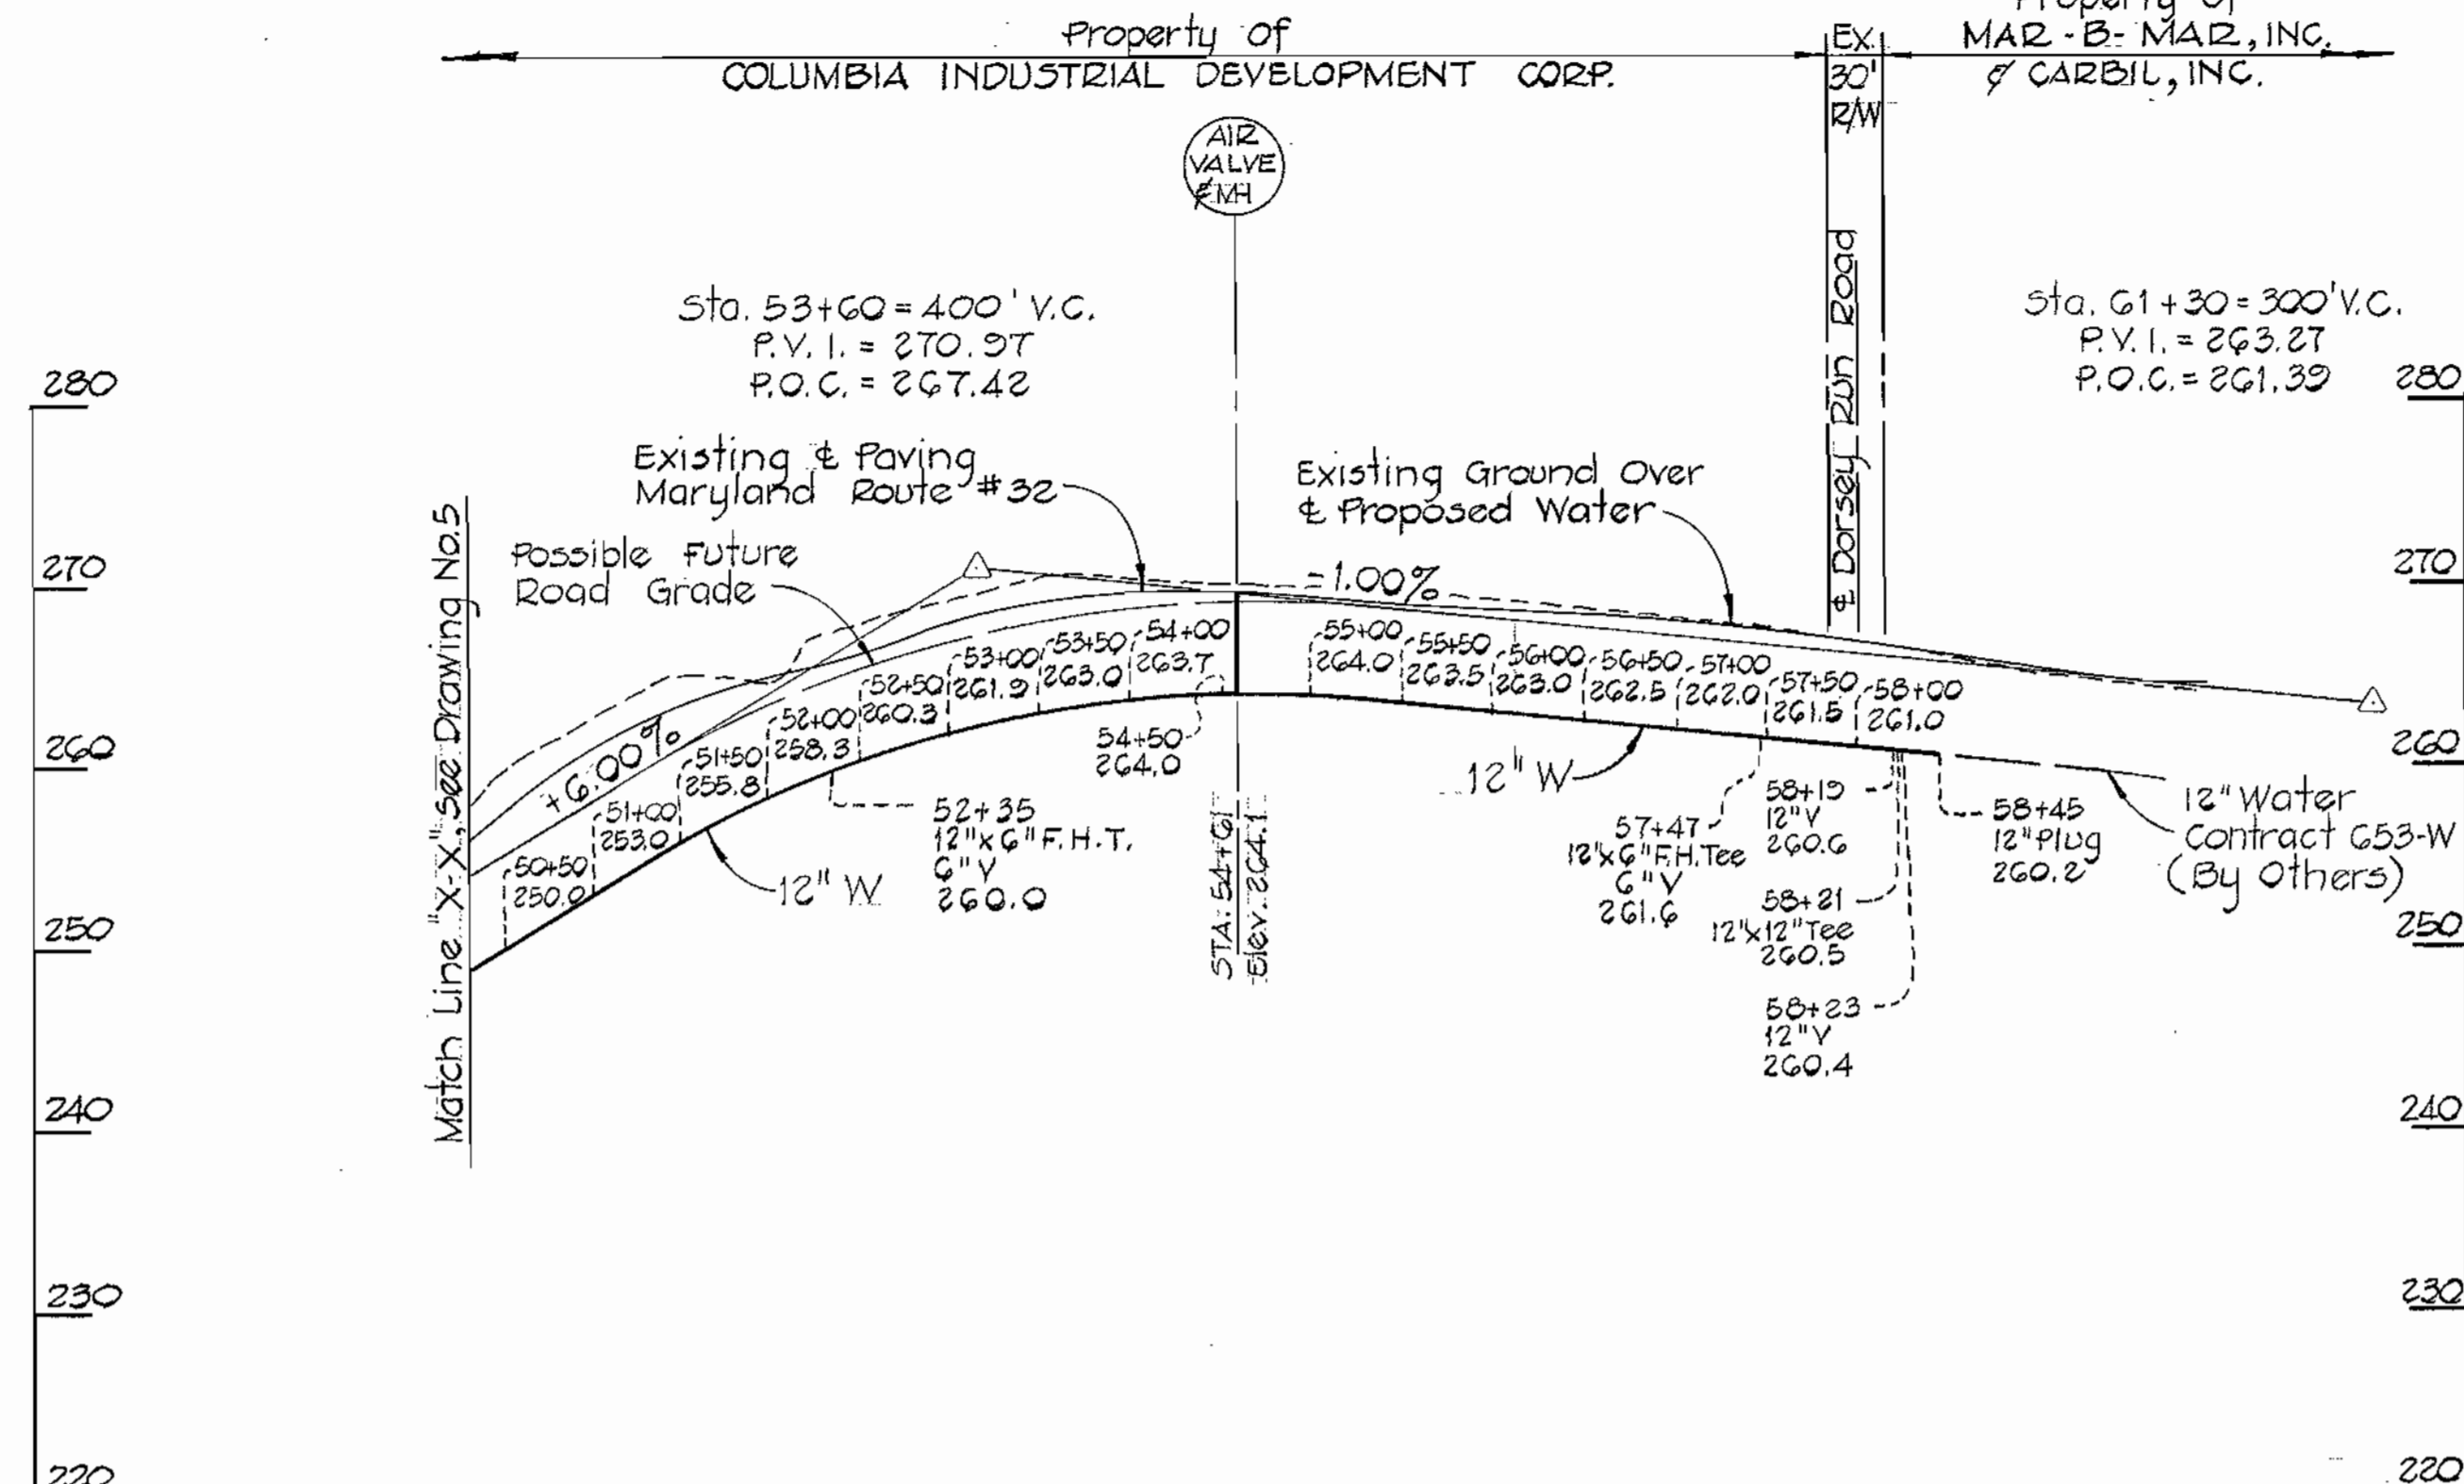 Property of
COLUMBIA INDUSTRIAL DEVELOPMENT CORP.
EX.
30'
R/W
Property of
MAR-B-MAR, INC.
& CARBIL, INC.
AIR
VALVE
& MH
Sta. 53+60 = 400' V.C.
P.V.I. = 270.97
P.O.C. = 267.42
Sta. 61+30 = 300' V.C.
P.V.I. = 263.27
P.O.C. = 261.39
℄ Dorsey Run Road
280
270
260
250
240
230
220
280
270
260
250
240
230
220
Match Line "X-X", see Drawing No.5
Existing ℄ Paving
Maryland Route #32
Existing Ground Over
℄ Proposed Water
Possible Future
Road Grade
+6.00%
-1.00%
50+50
250.0
51+00
253.0
51+50
255.8
52+00
258.3
52+50
260.3
53+00
261.9
53+50
263.0
54+00
263.7
54+50
264.0
55+00
264.0
55+50
263.5
56+00
263.0
56+50
262.5
57+00
262.0
57+50
261.5
58+00
261.0
12" W
52+35
12"x6" F.H.T.
6" V
260.0
STA: 54+61
Elev. 264.1
12" W
57+47
12"x6" F.H.Tee
6" V
261.6
58+19
12" V
260.6
58+21
12"x12" Tee
260.5
58+23
12" V
260.4
58+45
12" Plug
260.2
12" Water
Contract 653-W
(By Others)